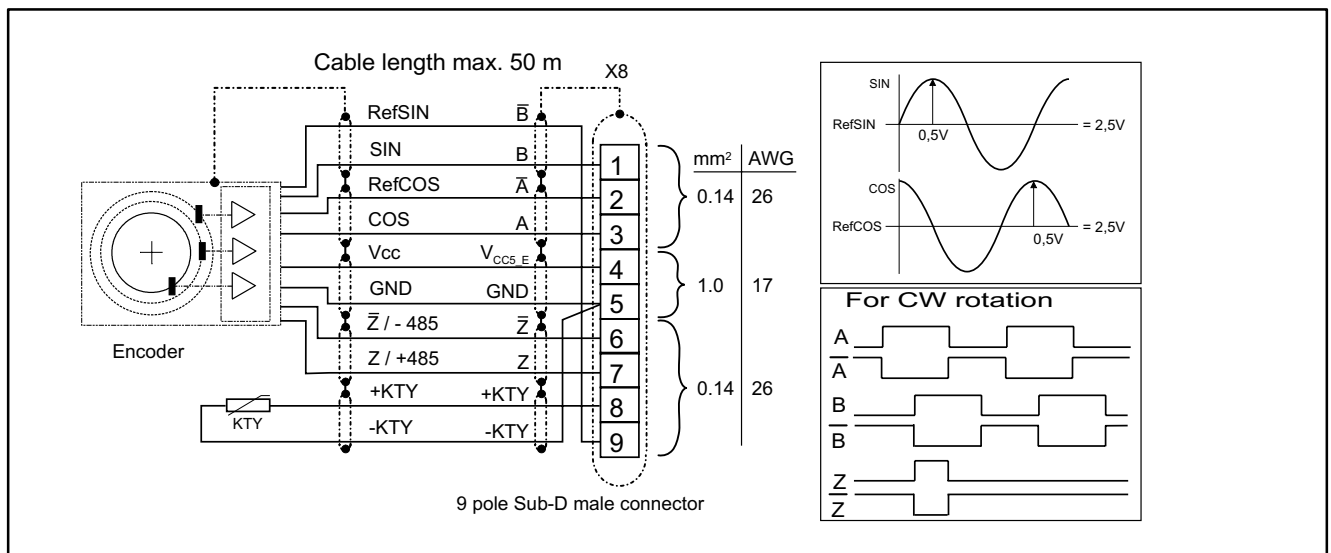 Cable length max. 50 m
X8
RefSIN B̅
SIN B
RefCOS A̅
COS A
Vcc V_CC5_E
GND GND
Z̅ / - 485 Z̅
Z / +485 Z
+KTY +KTY
-KTY -KTY
Encoder
KTY
1
2
3
4
5
6
7
8
9
mm² AWG
0.14 26
1.0 17
0.14 26
9 pole Sub-D male connector
SIN
RefSIN
0,5V
= 2,5V
COS
RefCOS
0,5V
= 2,5V
For CW rotation
A
A̅
B
B̅
Z
Z̅